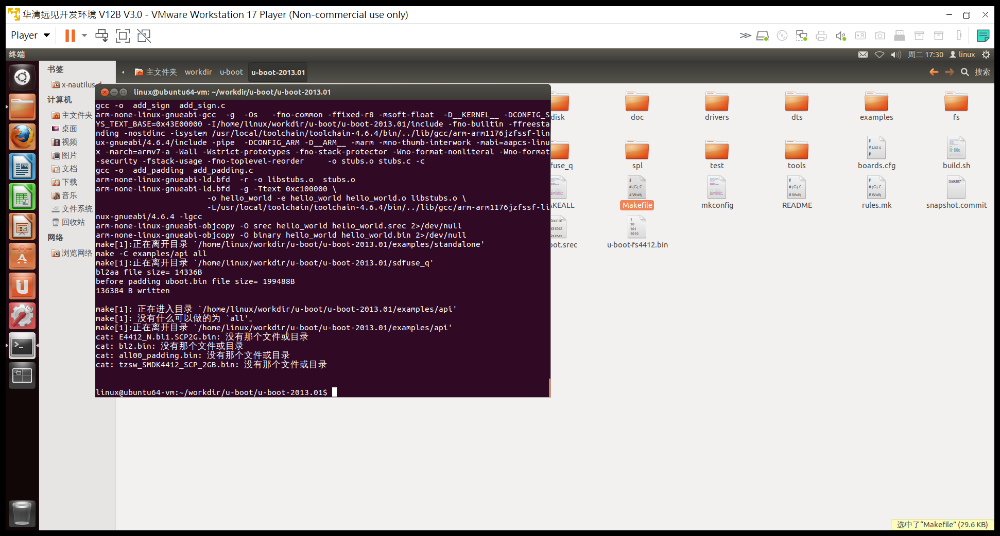 华清远见开发环境 V12B V3.0 - VMware Workstation 17 Player (Non-commercial use only)
Player
终端
周二 17:30 linux
书签
x-nautilus-d
计算机
主文件夹
桌面
视频
图片
文档
下载
音乐
文件系统
回收站
网络
浏览网络
主文件夹 workdir u-boot u-boot-2013.01
搜索
linux@ubuntu64-vm: ~/workdir/u-boot/u-boot-2013.01
gcc -o  add_sign  add_sign.c
arm-none-linux-gnueabi-gcc  -g  -Os   -fno-common -ffixed-r8 -msoft-float  -D__KERNEL__ -DCONFIG_S
YS_TEXT_BASE=0x43E00000 -I/home/linux/workdir/u-boot/u-boot-2013.01/include -fno-builtin -ffreesta
nding -nostdinc -isystem /usr/local/toolchain/toolchain-4.6.4/bin/../lib/gcc/arm-arm1176jzfssf-lin
ux-gnueabi/4.6.4/include -pipe  -DCONFIG_ARM -D__ARM__ -marm -mno-thumb-interwork -mabi=aapcs-linu
x -march=armv7-a -Wall -Wstrict-prototypes -fno-stack-protector -Wno-format-nonliteral -Wno-format
-security -fstack-usage -fno-toplevel-reorder     -o stubs.o stubs.c -c
gcc -o  add_padding  add_padding.c
arm-none-linux-gnueabi-ld.bfd  -r -o libstubs.o  stubs.o
arm-none-linux-gnueabi-ld.bfd  -g -Ttext 0xc100000 \
-o hello_world -e hello_world hello_world.o libstubs.o \
-L/usr/local/toolchain/toolchain-4.6.4/bin/../lib/gcc/arm-arm1176jzfssf-li
nux-gnueabi/4.6.4 -lgcc
arm-none-linux-gnueabi-objcopy -O srec hello_world hello_world.srec 2>/dev/null
arm-none-linux-gnueabi-objcopy -O binary hello_world hello_world.bin 2>/dev/null
make[1]:正在离开目录 `/home/linux/workdir/u-boot/u-boot-2013.01/examples/standalone'
make -C examples/api all
make[1]:正在离开目录 `/home/linux/workdir/u-boot/u-boot-2013.01/sdfuse_q'
bl2aa file size= 14336B
before padding uboot.bin file size= 199488B
136384 B written
make[1]: 正在进入目录 `/home/linux/workdir/u-boot/u-boot-2013.01/examples/api'
make[1]: 没有什么可以做的为 `all'。
make[1]:正在离开目录 `/home/linux/workdir/u-boot/u-boot-2013.01/examples/api'
cat: E4412_N.bl1.SCP2G.bin: 没有那个文件或目录
cat: bl2.bin: 没有那个文件或目录
cat: all00_padding.bin: 没有那个文件或目录
cat: tzsw_SMDK4412_SCP_2GB.bin: 没有那个文件或目录
linux@ubuntu64-vm:~/workdir/u-boot/u-boot-2013.01$
disk doc drivers dts examples fs
fuse_q spl test tools boards.cfg build.sh
AKEALL Makefile mkconfig README rules.mk snapshot.commit
oot.srec u-boot-fs4412.bin
选中了“Makefile” (29.6 KB)